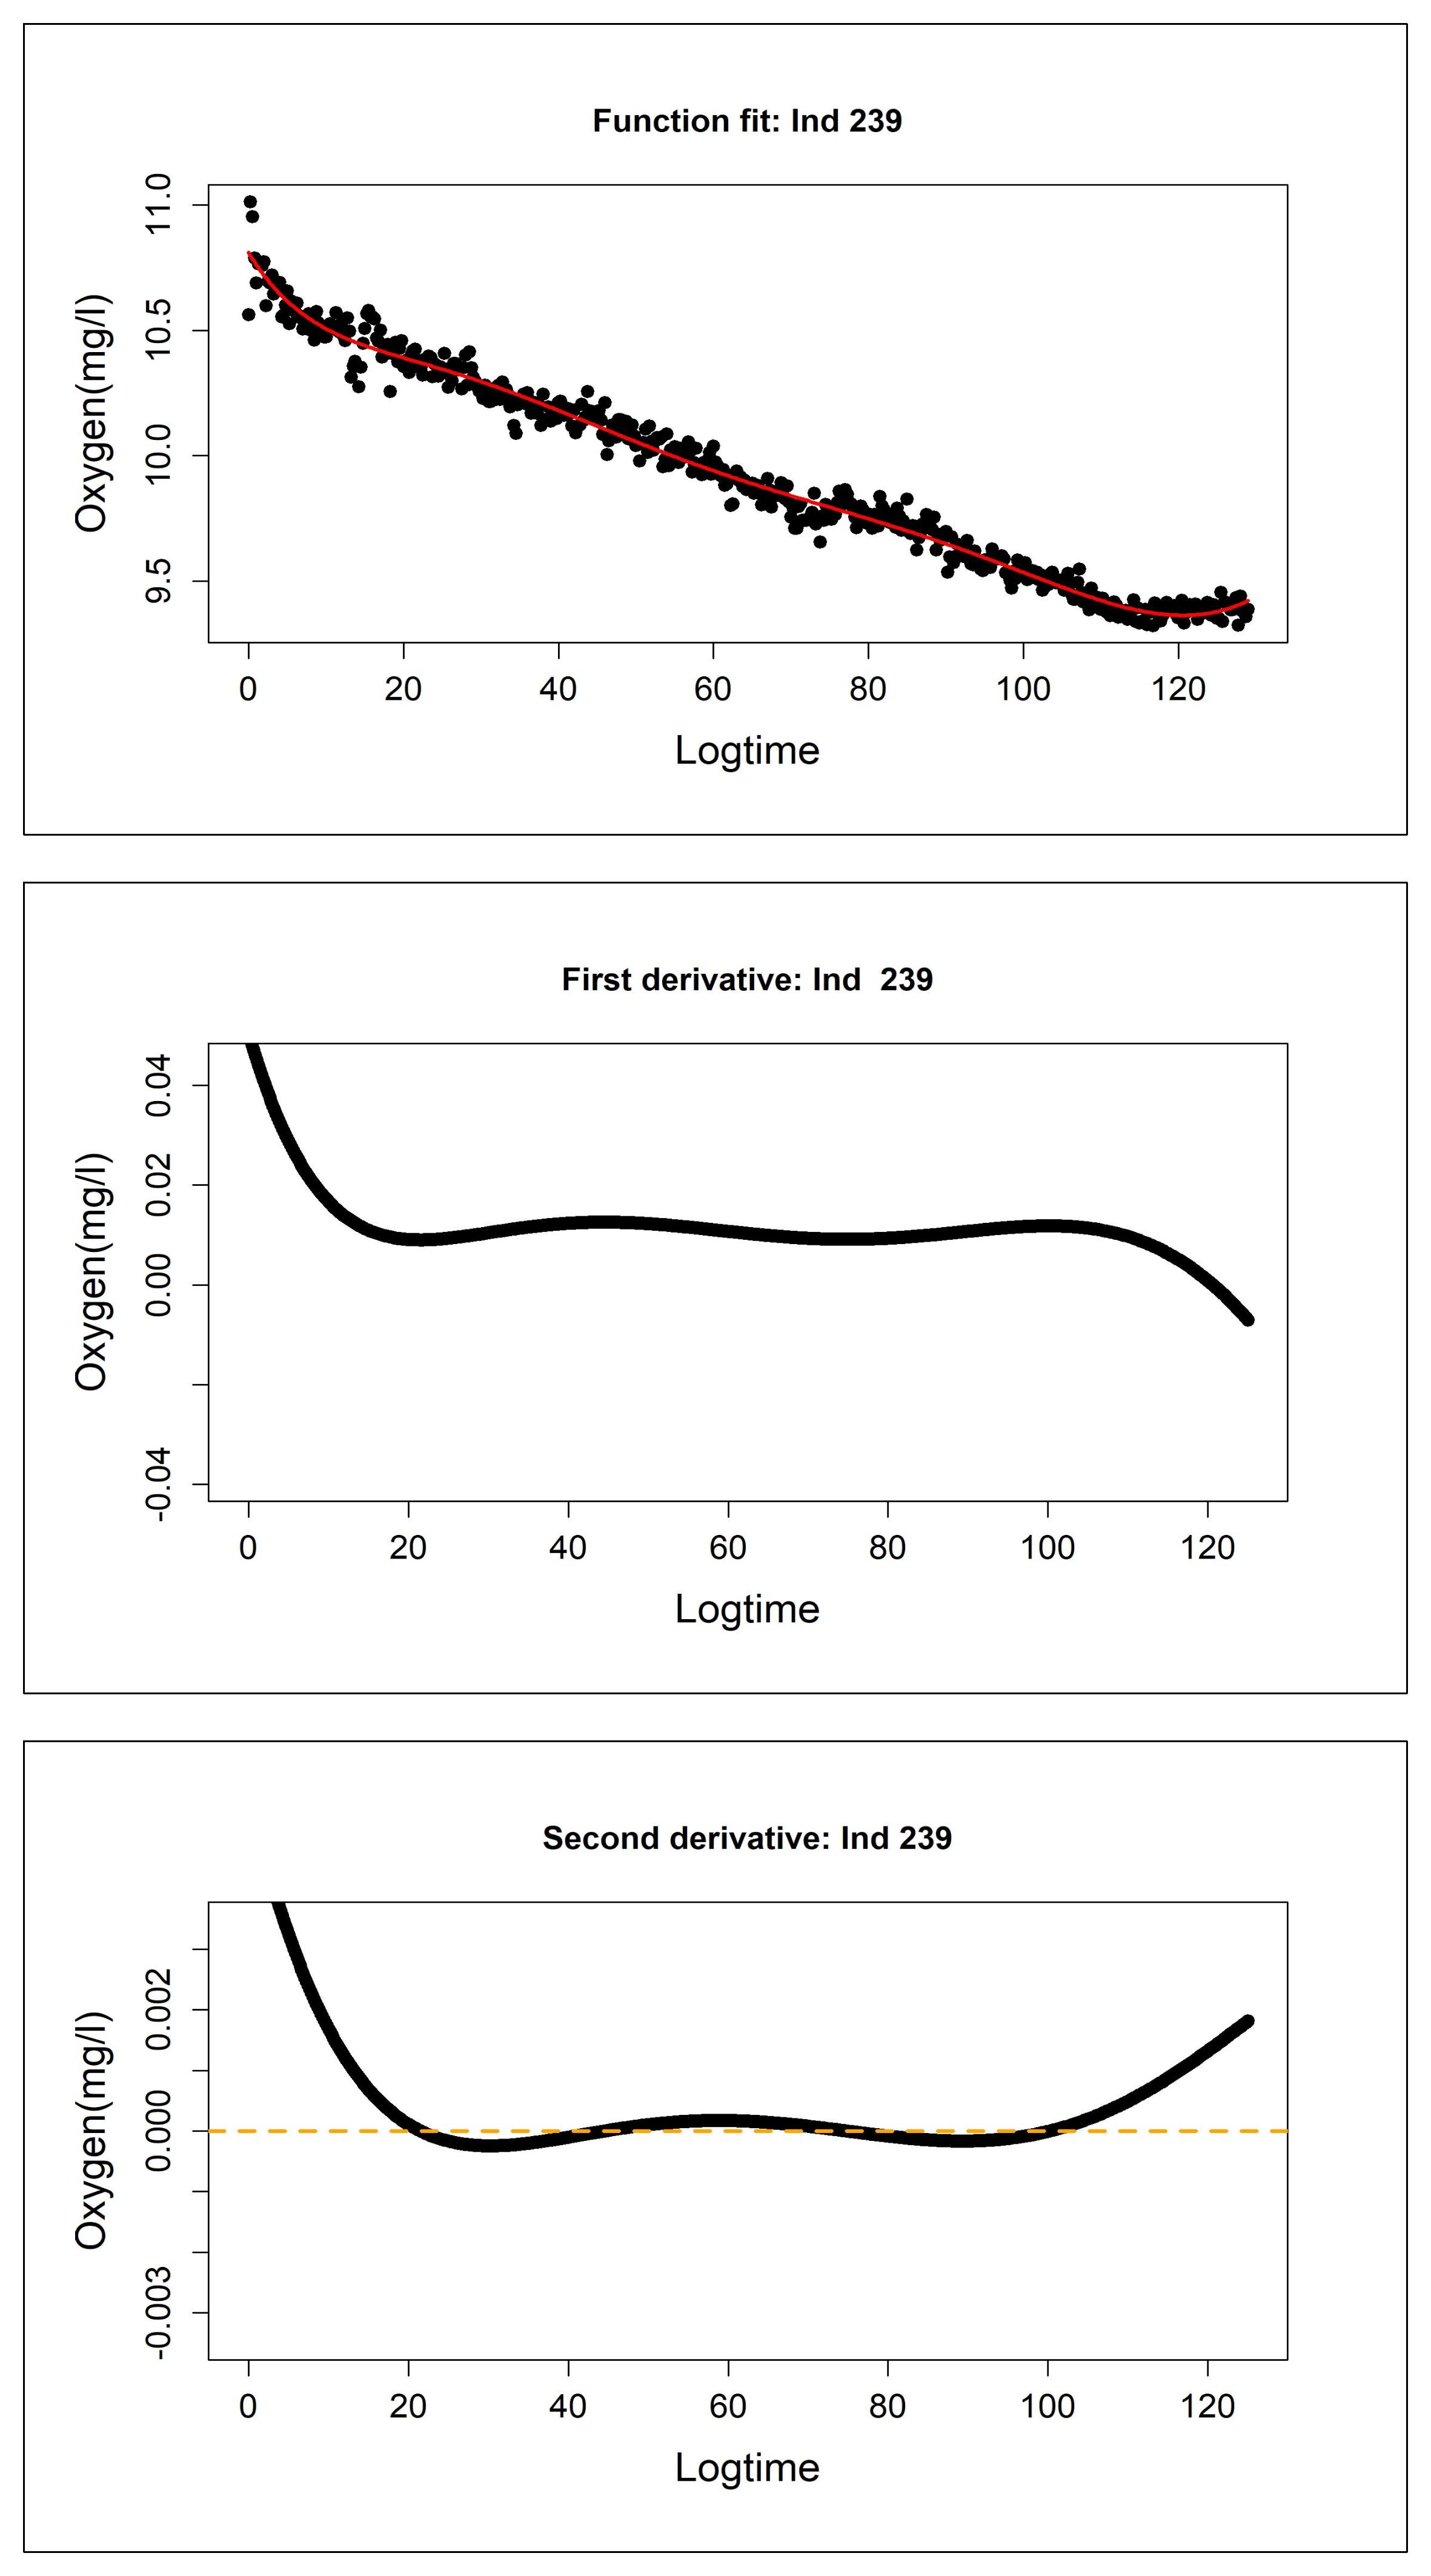 Function fit: Ind 239
Oxygen(mg/l)
11.0
10.5
10.0
9.5
0 20 40 60 80 100 120
Logtime
First derivative: Ind  239
Oxygen(mg/l)
0.04
0.02
0.00
-0.04
0 20 40 60 80 100 120
Logtime
Second derivative: Ind 239
Oxygen(mg/l)
0.002
0.000
-0.003
0 20 40 60 80 100 120
Logtime